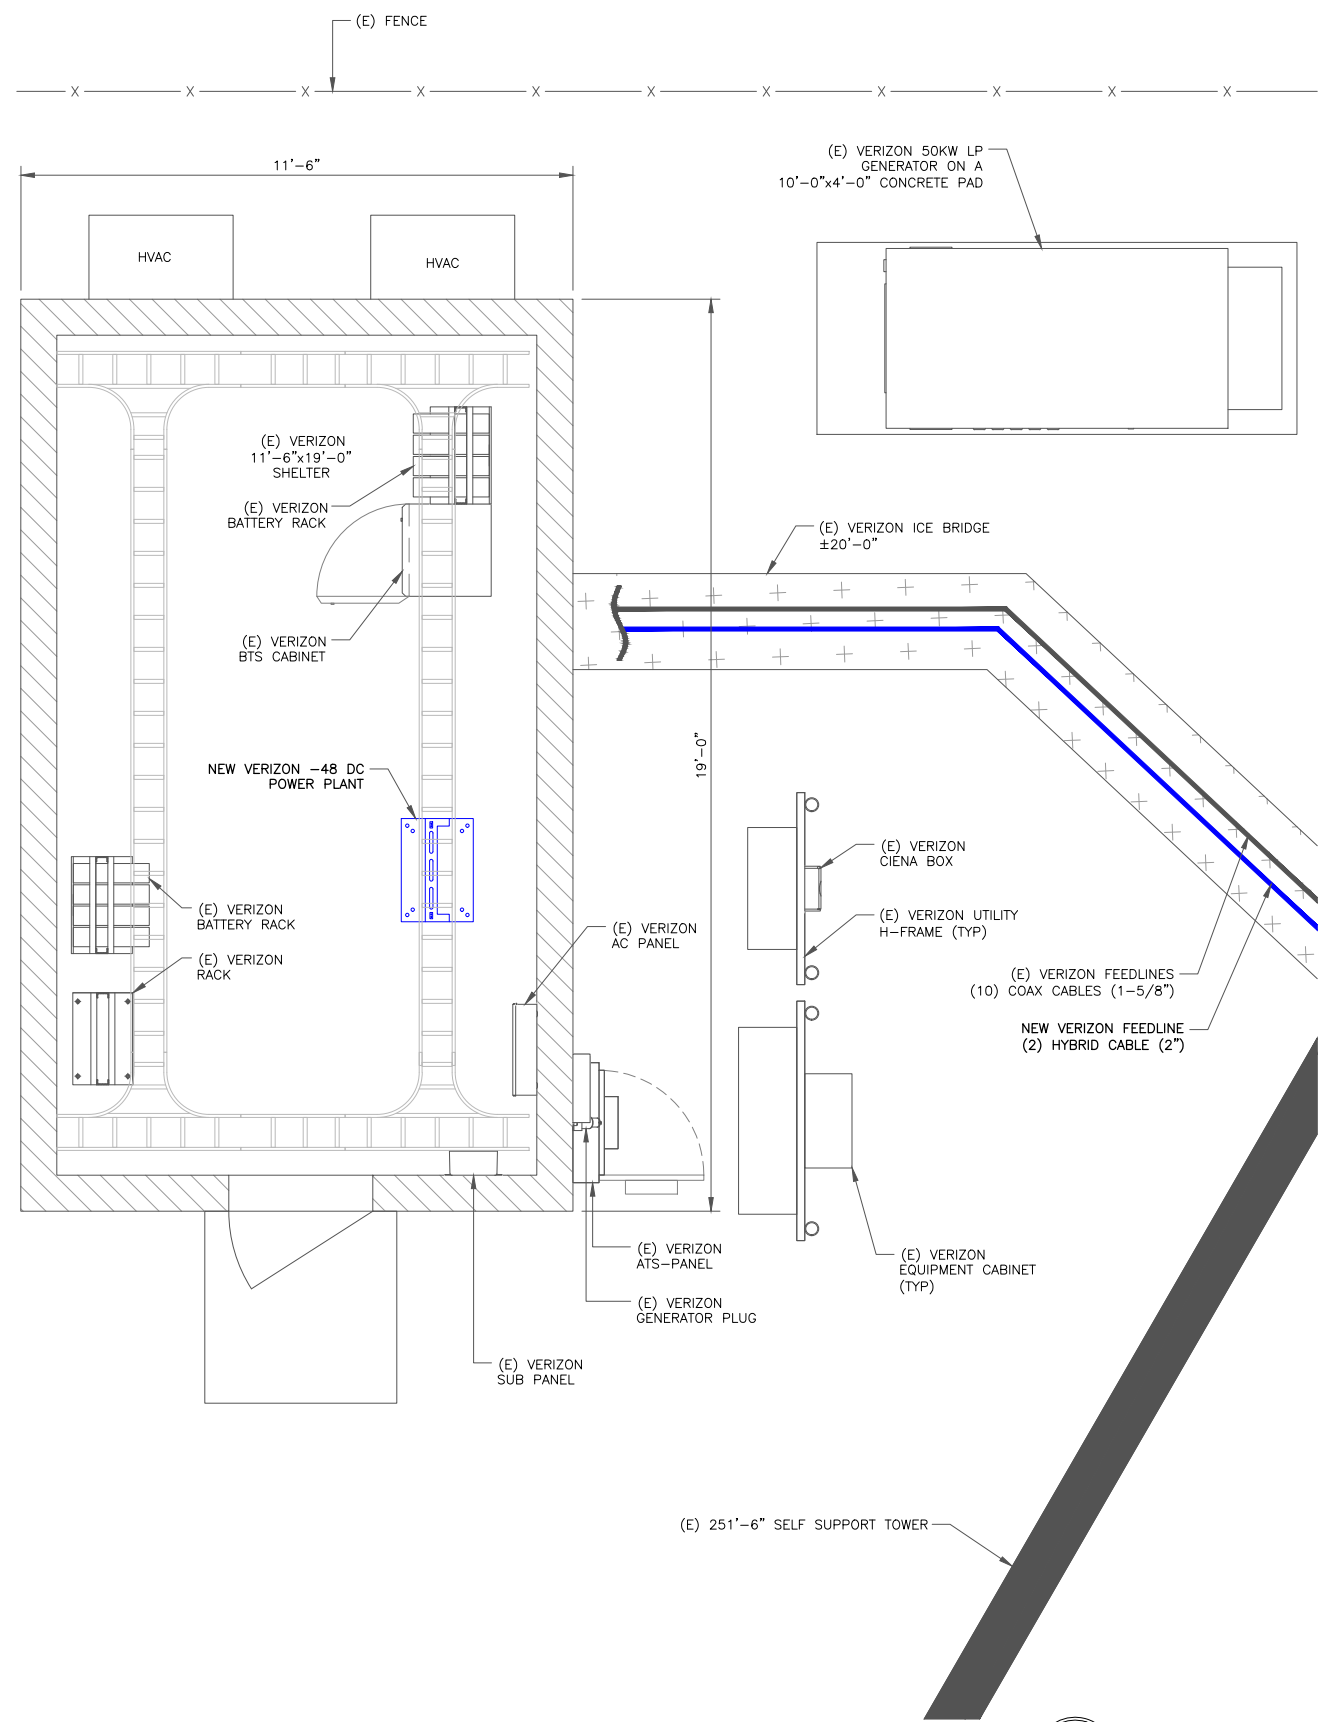 (E) FENCE
(E) VERIZON 50KW LP
GENERATOR ON A
10'-0"x4'-0" CONCRETE PAD
11'-6"
HVAC
HVAC
(E) VERIZON
11'-6"x19'-0"
SHELTER
(E) VERIZON
BATTERY RACK
(E) VERIZON ICE BRIDGE
±20'-0"
(E) VERIZON
BTS CABINET
19'-0"
NEW VERIZON -48 DC
POWER PLANT
(E) VERIZON
CIENA BOX
(E) VERIZON
BATTERY RACK
(E) VERIZON UTILITY
H-FRAME (TYP)
(E) VERIZON
AC PANEL
(E) VERIZON
RACK
(E) VERIZON FEEDLINES
(10) COAX CABLES (1-5/8")
NEW VERIZON FEEDLINE
(2) HYBRID CABLE (2")
(E) VERIZON
ATS-PANEL
(E) VERIZON
EQUIPMENT CABINET
(TYP)
(E) VERIZON
GENERATOR PLUG
(E) VERIZON
SUB PANEL
(E) 251'-6" SELF SUPPORT TOWER